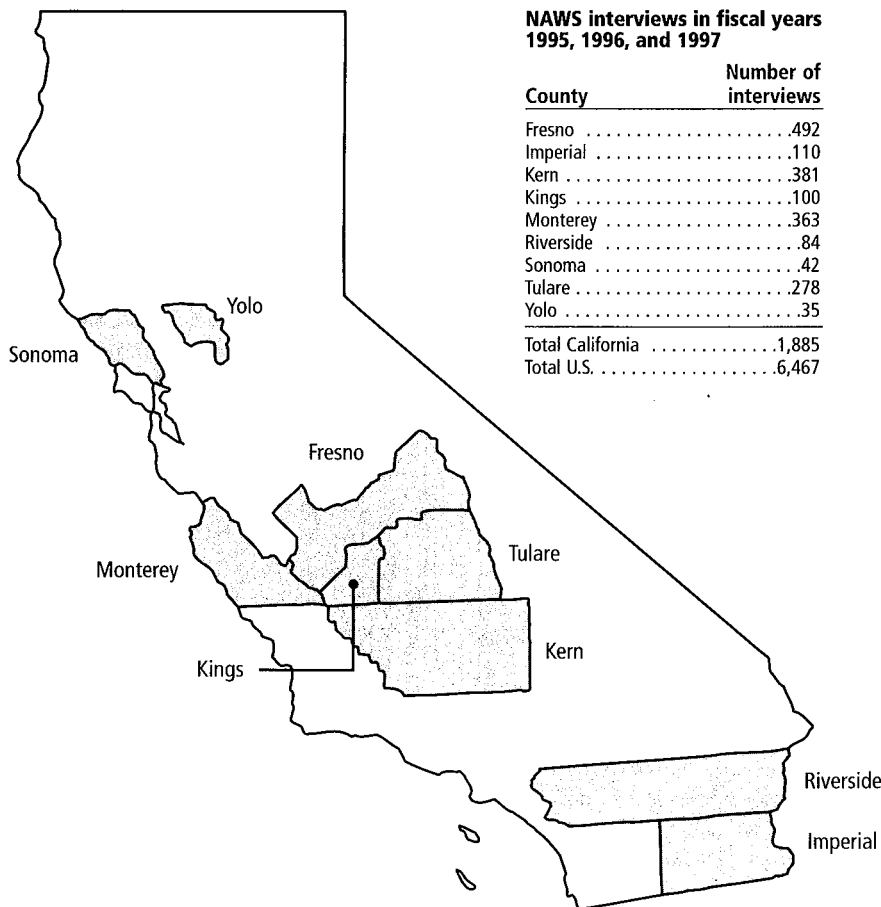 NAWS interviews in fiscal years
1995, 1996, and 1997
Number of
County interviews
Fresno . . . . . . . . . . . . . . . . . . . . . .492
Imperial . . . . . . . . . . . . . . . . . . . .110
Kern . . . . . . . . . . . . . . . . . . . . . . .381
Kings . . . . . . . . . . . . . . . . . . . . . .100
Monterey . . . . . . . . . . . . . . . . . . .363
Riverside . . . . . . . . . . . . . . . . . . . .84
Sonoma . . . . . . . . . . . . . . . . . . . . .42
Tulare . . . . . . . . . . . . . . . . . . . . . .278
Yolo . . . . . . . . . . . . . . . . . . . . . . . .35
Total California . . . . . . . . . . . . .1,885
Total U.S. . . . . . . . . . . . . . . . . . .6,467
Yolo
Sonoma
Fresno
Monterey
Tulare
Kings
Kern
Riverside
Imperial